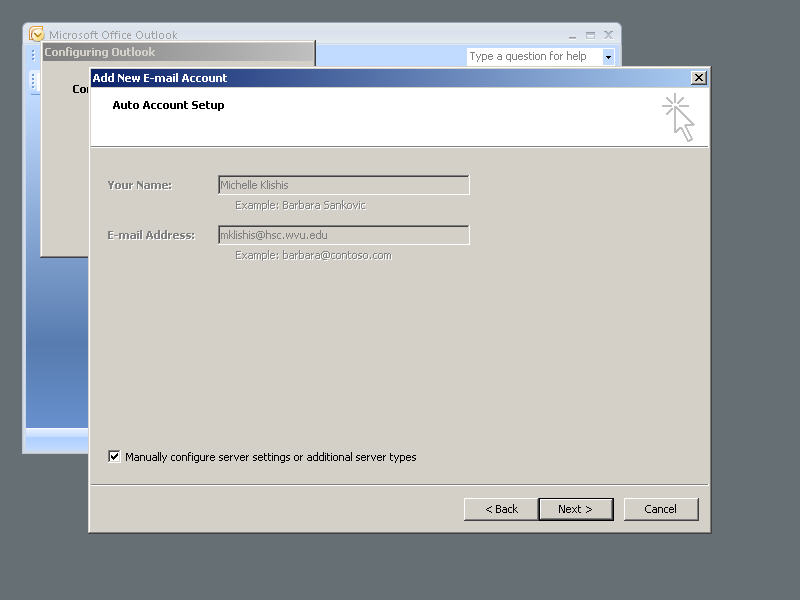 Microsoft Office Outlook
Configuring Outlook
Type a question for help
Add New E-mail Account
Auto Account Setup
Your Name:
Michelle Klishis
Example: Barbara Sankovic
E-mail Address:
mklishis@hsc.wvu.edu
Example: barbara@contoso.com
Manually configure server settings or additional server types
< Back
Next >
Cancel